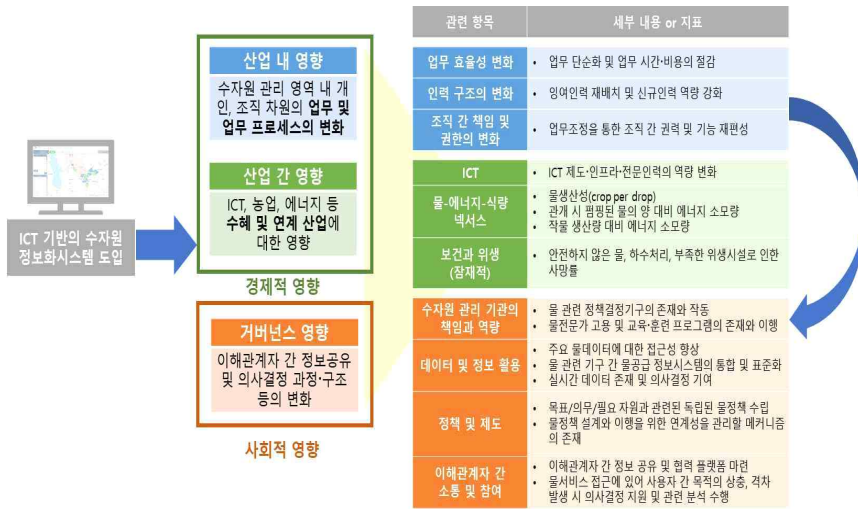 ICT 기반의 수자원
정보화시스템 도입
산업 내 영향
수자원 관리 영역 내 개
인, 조직 차원의 업무 및
업무 프로세스의 변화
산업 간 영향
ICT, 농업, 에너지 등
수혜 및 연계 산업에
대한 영향
경제적 영향
거버넌스 영향
이해관계자 간 정보공유
및 의사결정 과정·구조
등의 변화
사회적 영향
관련 항목
세부 내용 or 지표
업무 효율성 변화
• 업무 단순화 및 업무 시간·비용의 절감
인력 구조의 변화
• 잉여인력 재배치 및 신규인력 역량 강화
조직 간 책임 및
권한의 변화
• 업무조정을 통한 조직 간 권력 및 기능 재편성
ICT
• ICT 제도·인프라·전문인력의 역량 변화
물-에너지-식량
넥서스
• 물생산성(crop per drop)
• 관개 시 펌핑된 물의 양 대비 에너지 소모량
• 작물 생산량 대비 에너지 소모량
보건과 위생
(잠재적)
• 안전하지 않은 물, 하수처리, 부족한 위생시설로 인한
사망률
수자원 관리 기관의
책임과 역량
• 물 관련 정책결정기구의 존재와 작동
• 물전문가 고용 및 교육·훈련 프로그램의 존재와 이행
데이터 및 정보 활용
• 주요 물데이터에 대한 접근성 향상
• 물 관련 기구 간 물공급 정보시스템의 통합 및 표준화
• 실시간 데이터 존재 및 의사결정 기여
정책 및 제도
• 목표/의무/필요 자원과 관련된 독립된 물정책 수립
• 물정책 설계와 이행을 위한 연계성을 관리할 메커니즘
의 존재
이해관계자 간
소통 및 참여
• 이해관계자 간 정보 공유 및 협력 플랫폼 마련
• 물서비스 접근에 있어 사용자 간 목적의 상충, 격차
발생 시 의사결정 지원 및 관련 분석 수행